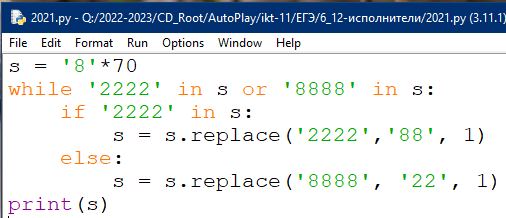 2021.py - Q:/2022-2023/CD_Root/AutoPlay/ikt-11/ЕГЭ/6_12-исполнители/2021.py (3.11.1)
File Edit Format Run Options Window Help
s = '8'*70
while '2222' in s or '8888' in s:
    if '2222' in s:
        s = s.replace('2222','88', 1)
    else:
        s = s.replace('8888', '22', 1)
print(s)